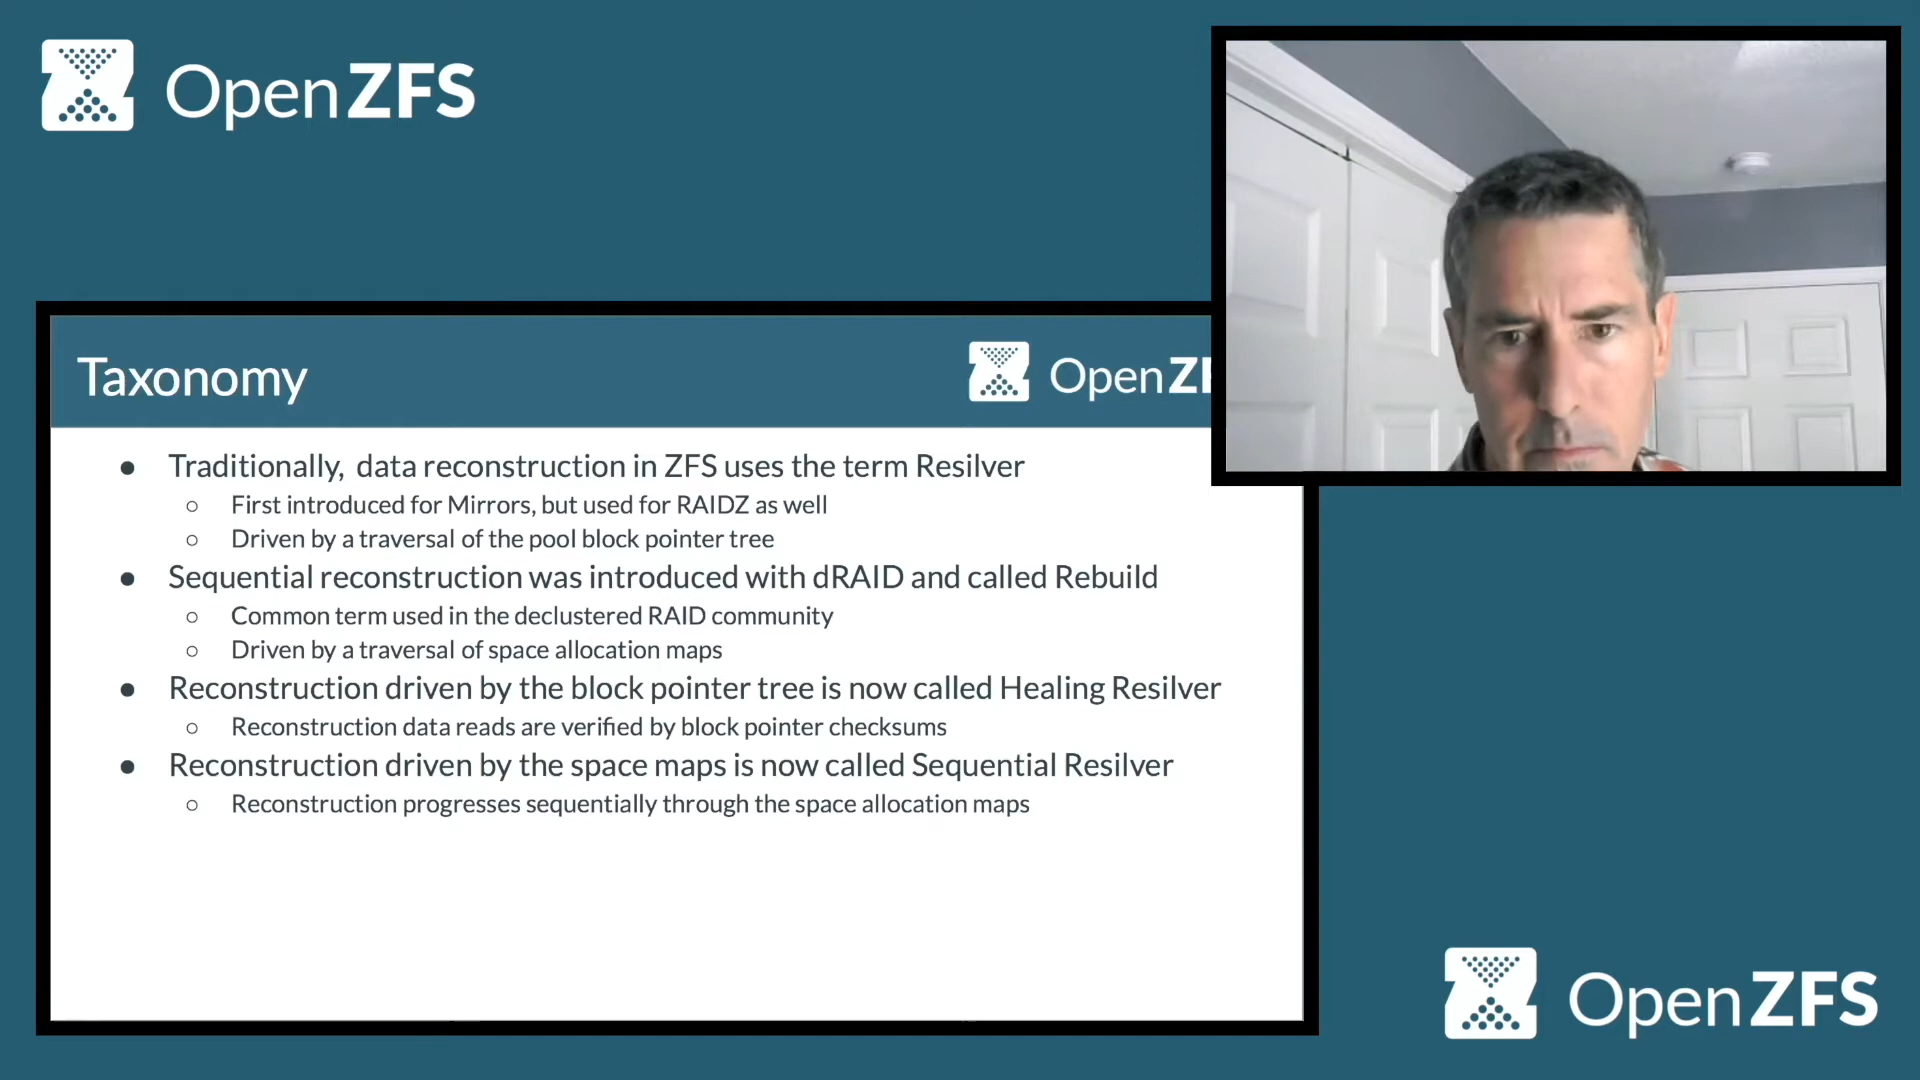 OpenZFS
Taxonomy
OpenZF
Traditionally, data reconstruction in ZFS uses the term Resilver
First introduced for Mirrors, but used for RAIDZ as well
Driven by a traversal of the pool block pointer tree
Sequential reconstruction was introduced with dRAID and called Rebuild
Common term used in the declustered RAID community
Driven by a traversal of space allocation maps
Reconstruction driven by the block pointer tree is now called Healing Resilver
Reconstruction data reads are verified by block pointer checksums
Reconstruction driven by the space maps is now called Sequential Resilver
Reconstruction progresses sequentially through the space allocation maps
OpenZFS